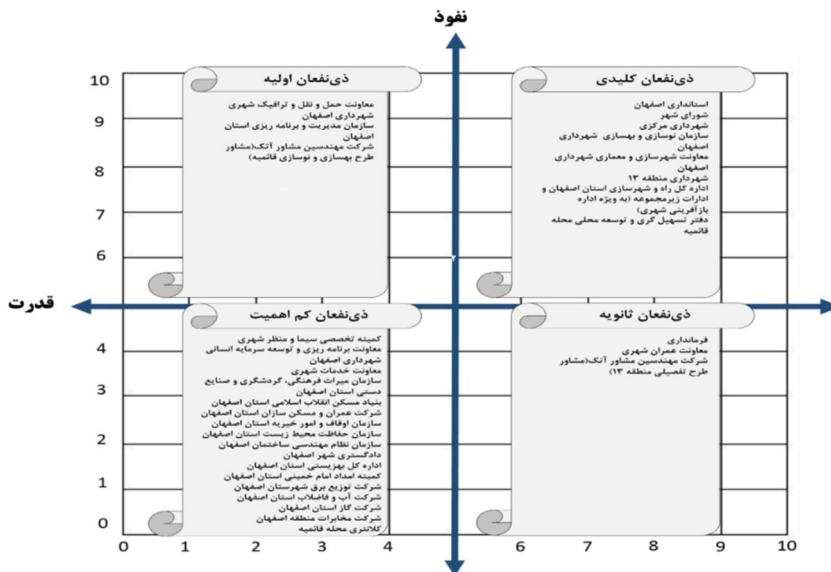 نفوذ
قدرت
ذی‌نفعان کلیدی
استانداری اصفهان
شورای شهر
شهرداری مرکزی
سازمان نوسازی و بهسازی شهرداری
اصفهان
معاونت شهرسازی و معماری شهرداری
اصفهان
شهرداری منطقه ۱۳
اداره کل راه و شهرسازی استان اصفهان و
ادارات زیرمجموعه (به ویژه اداره
بازآفرینی شهری)
دفتر تسهیل گری و توسعه محلی محله
قائمیه
ذی‌نفعان اولیه
معاونت حمل و نقل و ترافیک شهری
شهرداری اصفهان
سازمان مدیریت و برنامه ریزی استان
اصفهان
شرکت مهندسین مشاور آتک(مشاور
طرح بهسازی و نوسازی قائمیه)
ذی‌نفعان ثانویه
فرمانداری
معاونت عمران شهری
شرکت مهندسین مشاور آتک(مشاور
طرح تفصیلی منطقه ۱۳)
ذی‌نفعان کم اهمیت
کمیته تخصصی سیما و منظر شهری
معاونت برنامه ریزی و توسعه سرمایه انسانی
شهرداری اصفهان
معاونت خدمات شهری
سازمان میراث فرهنگی، گردشگری و صنایع
دستی استان اصفهان
بنیاد مسکن انقلاب اسلامی استان اصفهان
شرکت عمران و مسکن سازان استان اصفهان
سازمان اوقاف و امور خیریه استان اصفهان
سازمان حفاظت محیط زیست استان اصفهان
سازمان نظام مهندسی ساختمان اصفهان
دادگستری شهر اصفهان
اداره کل بهزیستی استان اصفهان
کمیته امداد امام خمینی استان اصفهان
شرکت توزیع برق شهرستان اصفهان
شرکت آب و فاضلاب استان اصفهان
شرکت گاز استان اصفهان
شرکت مخابرات منطقه اصفهان
کلانتری محله قائمیه
10
9
8
7
6
4
3
2
1
0
0 1 2 3 4 6 7 8 9 10